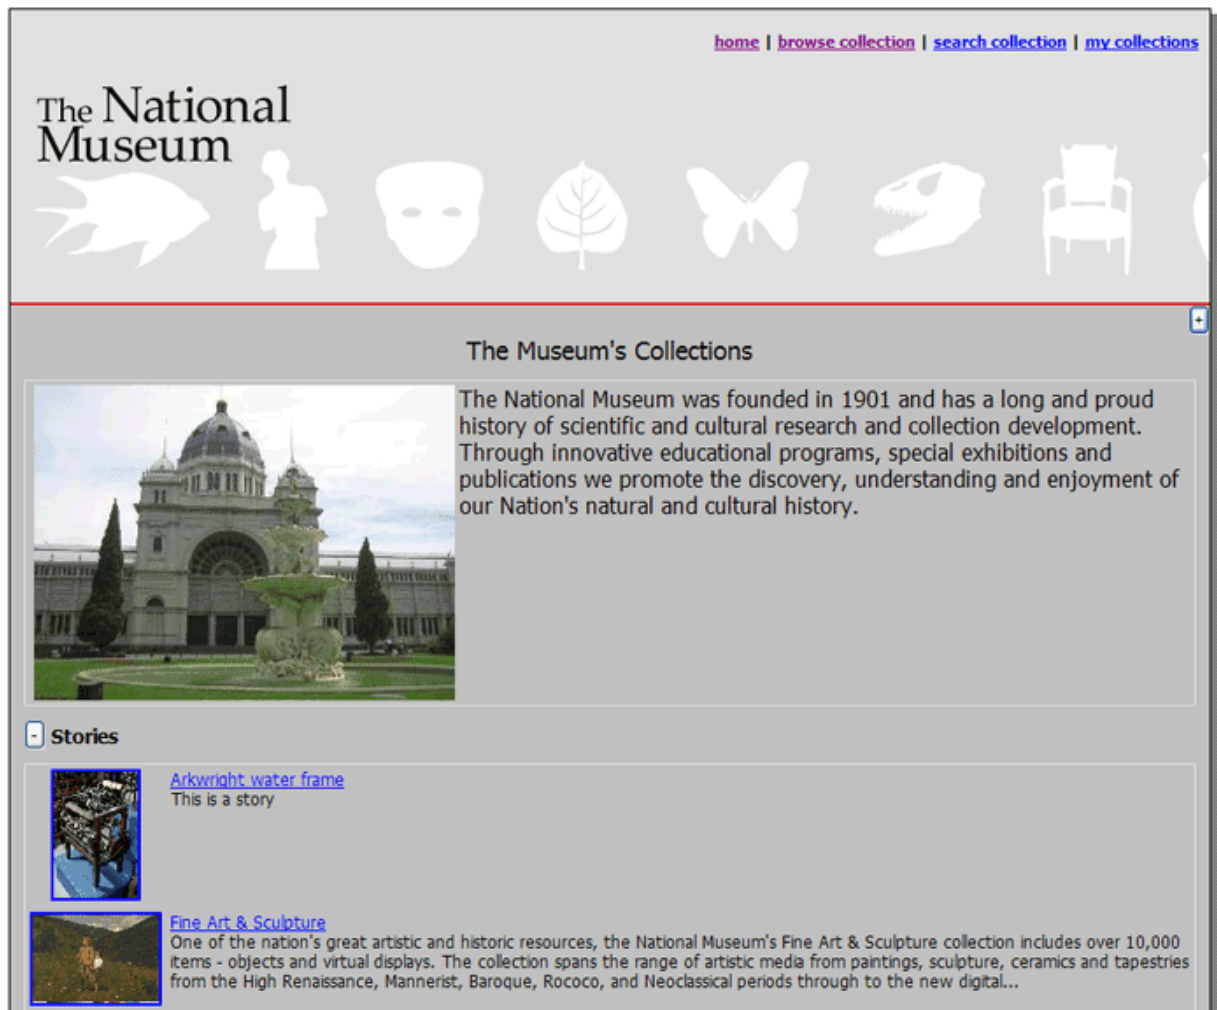 home | browse collection | search collection | my collections
The National
Museum
+
The Museum's Collections
The National Museum was founded in 1901 and has a long and proud
history of scientific and cultural research and collection development.
Through innovative educational programs, special exhibitions and
publications we promote the discovery, understanding and enjoyment of
our Nation's natural and cultural history.
- Stories
Arkwright water frame
This is a story
Fine Art & Sculpture
One of the nation's great artistic and historic resources, the National Museum's Fine Art & Sculpture collection includes over 10,000
items - objects and virtual displays. The collection spans the range of artistic media from paintings, sculpture, ceramics and tapestries
from the High Renaissance, Mannerist, Baroque, Rococo, and Neoclassical periods through to the new digital...